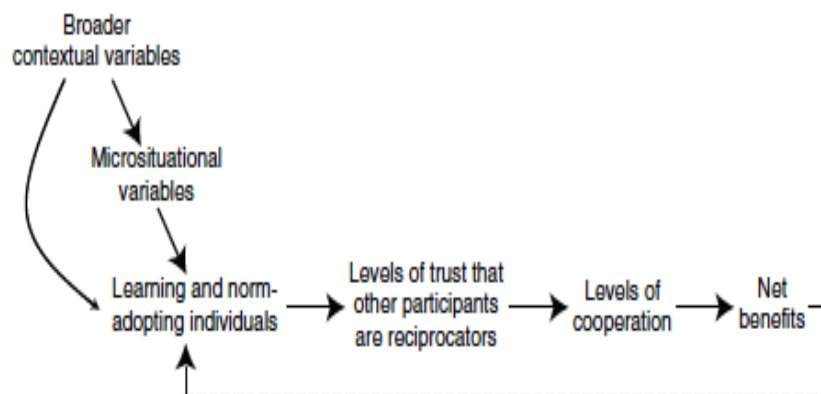 Broader
contextual variables
Microsituational
variables
Learning and norm-
adopting individuals
Levels of trust that
other participants
are reciprocators
Levels of
cooperation
Net
benefits